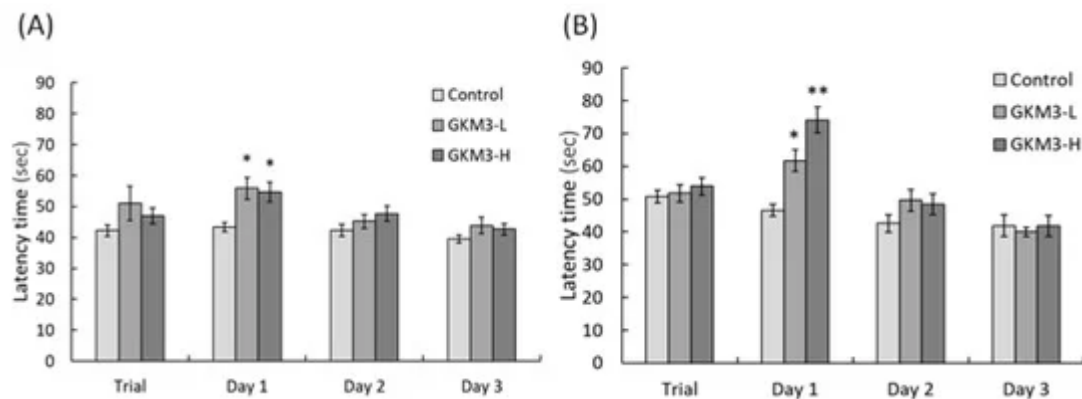 (A)
Latency time (sec)
90
80
70
60
50
40
30
20
10
0
Control
GKM3-L
GKM3-H
*
*
Trial
Day 1
Day 2
Day 3
(B)
Latency time (sec)
90
80
70
60
50
40
30
20
10
0
Control
GKM3-L
GKM3-H
*
**
Trial
Day 1
Day 2
Day 3